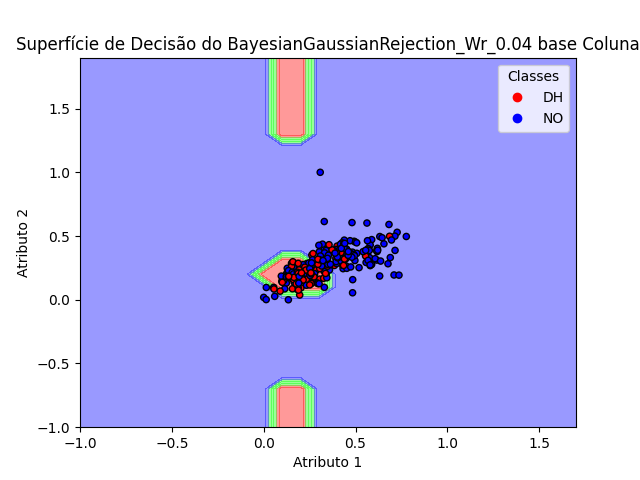 Superfície de Decisão do BayesianGaussianRejection_Wr_0.04 base Coluna
Classes
DH
NO
1.5
1.0
0.5
0.0
−0.5
−1.0
Atributo 2
−1.0 −0.5 0.0 0.5 1.0 1.5
Atributo 1